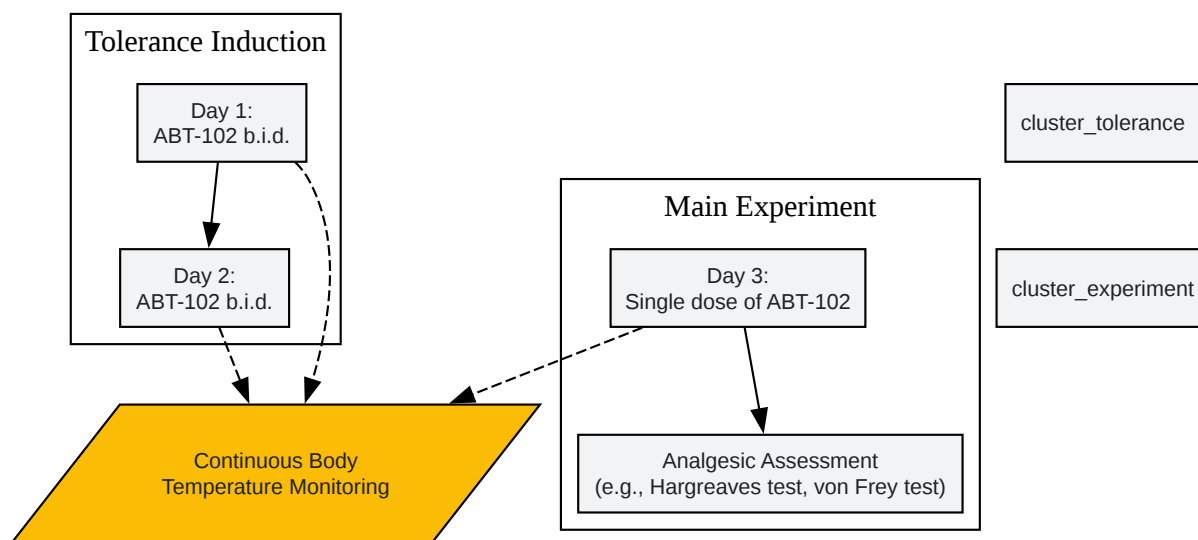 Tolerance Induction
Day 1:
ABT-102 b.i.d.
cluster_tolerance
Main Experiment
Day 2:
ABT-102 b.i.d.
Day 3:
Single dose of ABT-102
cluster_experiment
Continuous Body
Temperature Monitoring
Analgesic Assessment
(e.g., Hargreaves test, von Frey test)